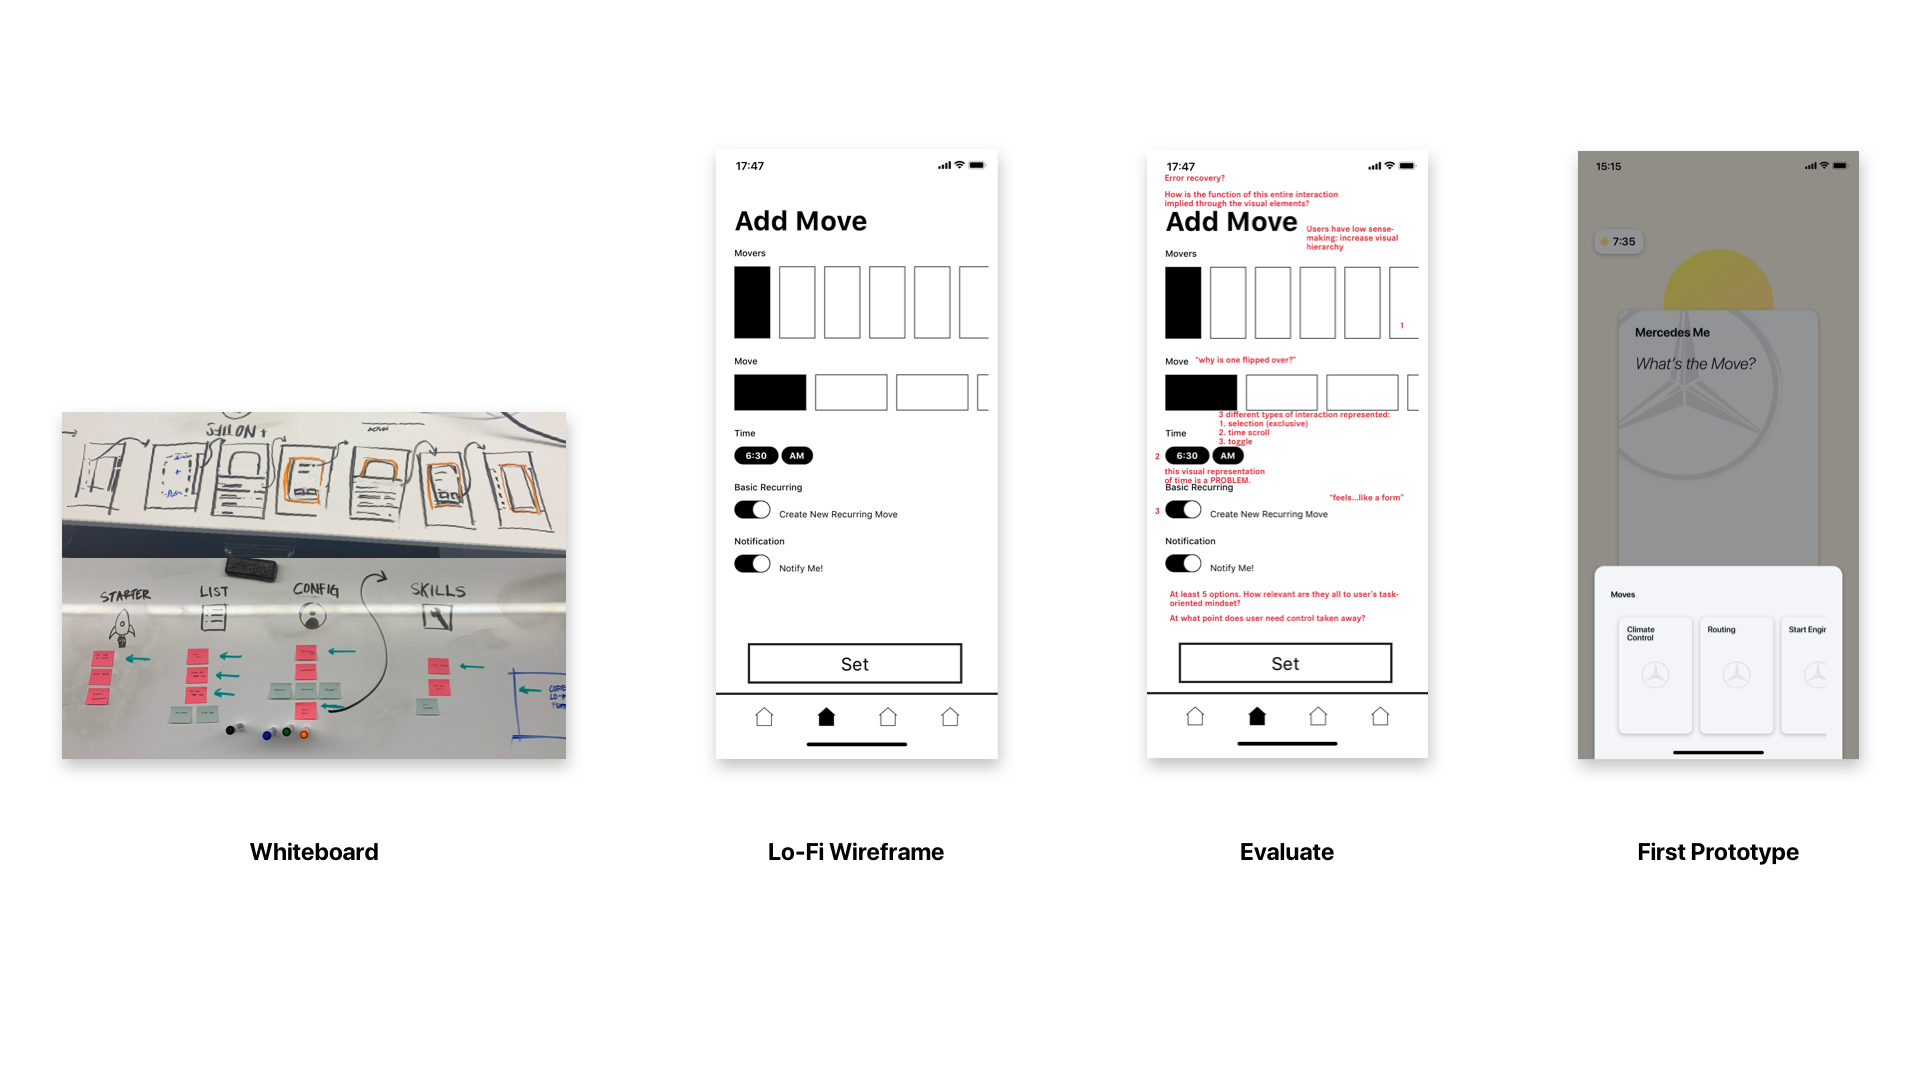 + NOTIF
STARTER
LIST
CONFIG
SKILLS
Whiteboard
17:47
Add Move
Movers
Move
Time
6:30 AM
Basic Recurring
Create New Recurring Move
Notification
Notify Me!
Set
Lo-Fi Wireframe
17:47
Error recovery?
How is the function of this entire interaction
implied through the visual elements?
Add Move
Users have low sense-
making: increase visual
hierarchy
Movers
1
Move "why is one flipped over?"
3 different types of interaction represented:
1. selection (exclusive)
2. time scroll
3. toggle
Time
2 6:30 AM
this visual representation
of time is a PROBLEM.
Basic Recurring
"feels...like a form"
3 Create New Recurring Move
Notification
Notify Me!
At least 5 options. How relevant are they all to user's task-
oriented mindset?
At what point does user need control taken away?
Set
Evaluate
15:15
7:35
Mercedes Me
What's the Move?
Moves
Climate
Control
Routing
Start Engir
First Prototype